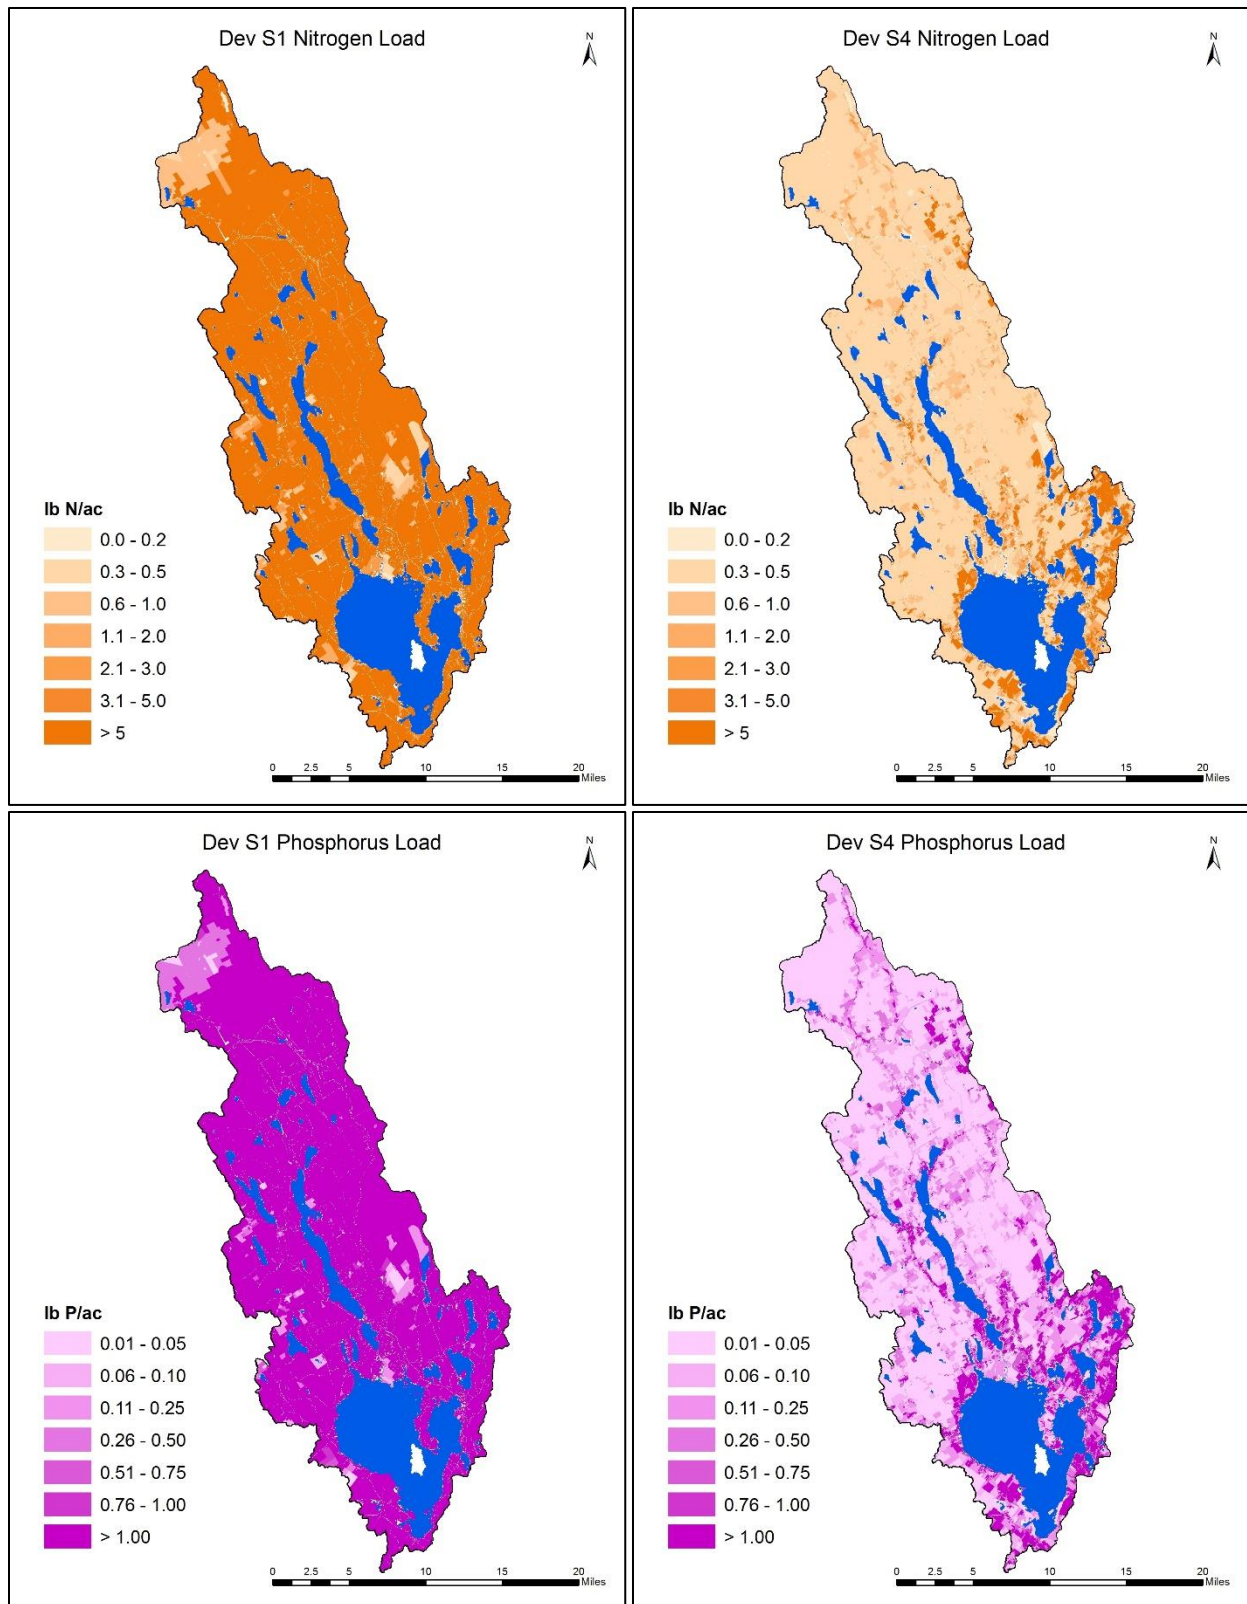 Dev S1 Nitrogen Load
N
lb N/ac
0.0 - 0.2
0.3 - 0.5
0.6 - 1.0
1.1 - 2.0
2.1 - 3.0
3.1 - 5.0
> 5
0 2.5 5 10 15 20
Miles
Dev S4 Nitrogen Load
N
lb N/ac
0.0 - 0.2
0.3 - 0.5
0.6 - 1.0
1.1 - 2.0
2.1 - 3.0
3.1 - 5.0
> 5
0 2.5 5 10 15 20
Miles
Dev S1 Phosphorus Load
N
lb P/ac
0.01 - 0.05
0.06 - 0.10
0.11 - 0.25
0.26 - 0.50
0.51 - 0.75
0.76 - 1.00
> 1.00
0 2.5 5 10 15 20
Miles
Dev S4 Phosphorus Load
N
lb P/ac
0.01 - 0.05
0.06 - 0.10
0.11 - 0.25
0.26 - 0.50
0.51 - 0.75
0.76 - 1.00
> 1.00
0 2.5 5 10 15 20
Miles